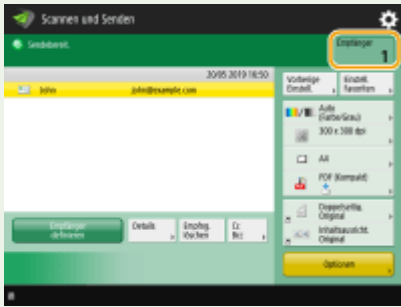 Scannen und Senden
Sendebereit.
Empfänger
1
20/05 2019 16:50
John
john@example.com
Vorherige
Einstell.
Einstell.
Favoriten
Auto
(Farbe/Grau)
300 x 300 dpi
A4
PDF (Kompakt)
Doppelseitig.
Original
Inhaltsausricht.
Original
Empfänger
definieren
Details
Empfng.
löschen
Cc
Bcc
Optionen